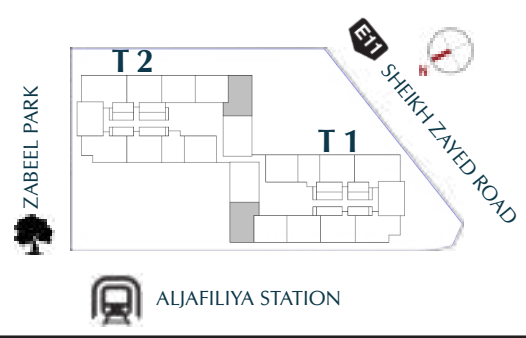 E11
N
T 2
SHEIKH ZAYED ROAD
T 1
ZABEEL PARK
ALJAFILIYA STATION